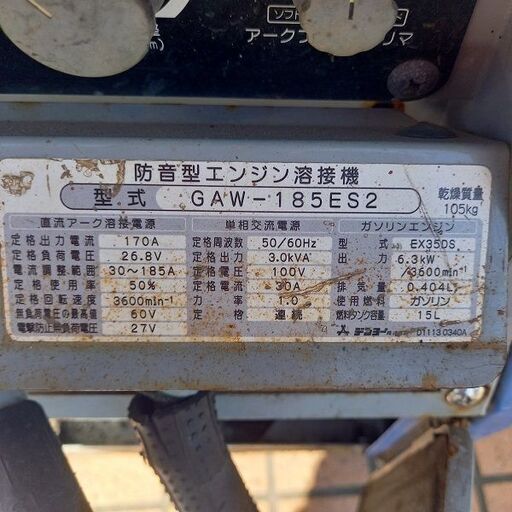 ソフト
アーク
防音型エンジン溶接機
型式 GAW-185ES2
乾燥質量
105kg
直流アーク溶接電源
定格出力電流 170A
定格負荷電圧 26.8V
電流調整範囲 30~185A
定格使用率 50%
定格回転速度 3600min⁻¹
無負荷電圧の最高値 60V
電撃防止無負荷電圧 27V
単相交流電源
定格周波数 50/60Hz
定格出力 3.0kVA
定格電圧 100V
定格電流 30A
力率 1.0
定格 連続
ガソリンエンジン
型式 EX35DS
出力 6.3kW
/3600min⁻¹
排気量 0.404L
使用燃料 ガソリン
燃料タンク容量 15L
デンヨー D1113 0340A